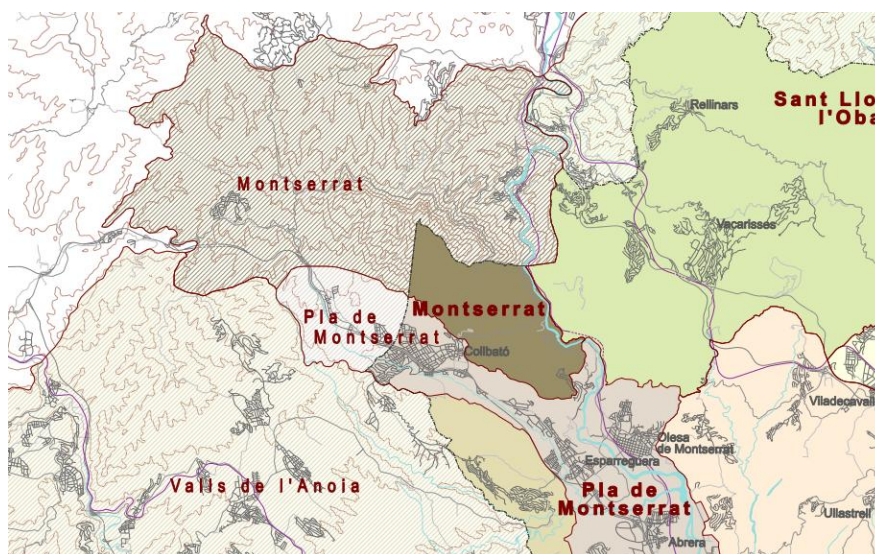 Rellinars
Sant Llo
l'Oba
Montserrat
Vacarisses
Pla de
Montserrat
Montserrat
Collbató
Viladecavall
Olesa
de Montserrat
Esparreguera
Valls de l'Anoia
Pla de
Montserrat
Ullastrell
Abrera